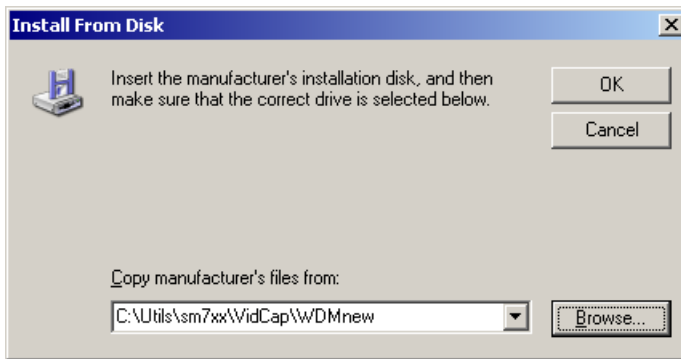 Install From Disk
Insert the manufacturer's installation disk, and then
make sure that the correct drive is selected below.
OK
Cancel
Copy manufacturer's files from:
C:\Utils\sm7xx\VidCap\WDMnew
Browse...